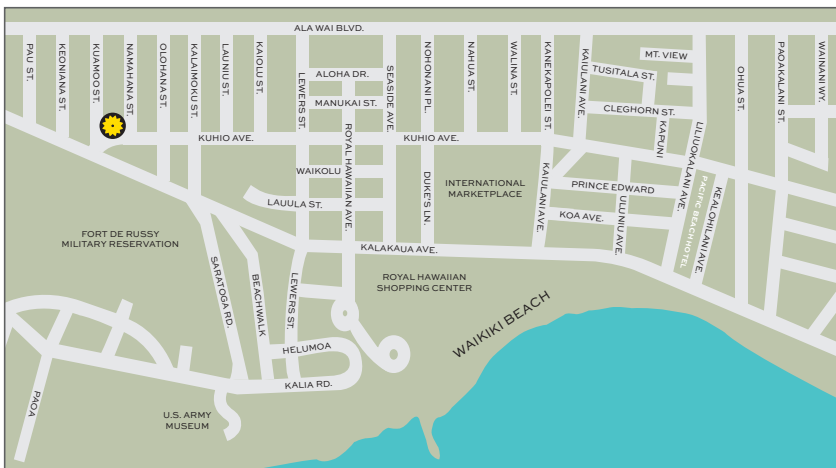 ALA WAI BLVD.
PAU ST.
KEONIANA ST.
KUAMOO ST.
NAMAHANA ST.
OLOHANA ST.
KALAIMOKU ST.
LAUNIU ST.
KAIOLU ST.
LEWERS ST.
ALOHA DR.
MANUKAI ST.
SEASIDE AVE.
NOHONANI PL.
NAHUA ST.
WALINA ST.
KANEKAPOLEI ST.
KAIULANI AVE.
MT. VIEW
TUSITALA ST.
CLEGHORN ST.
KAPUNI
LILIUOKALANI AVE.
OHUA ST.
PAOAKALANI ST.
WAINANI WY.
KUHIO AVE.
KUHIO AVE.
ROYAL HAWAIIAN AVE.
WAIKOLU
LAUULA ST.
DUKE'S LN.
INTERNATIONAL
MARKETPLACE
KAIULANI AVE.
PRINCE EDWARD
KOA AVE.
ULUNIU AVE.
PACIFIC BEACH HOTEL
KEALOHILANI AVE.
FORT DE RUSSY
MILITARY RESERVATION
KALAKAUA AVE.
SARATOGA RD.
BEACHWALK
LEWERS ST.
ROYAL HAWAIIAN
SHOPPING CENTER
WAIKIKI BEACH
HELUMOA
KALIA RD.
PAOA
U.S. ARMY
MUSEUM